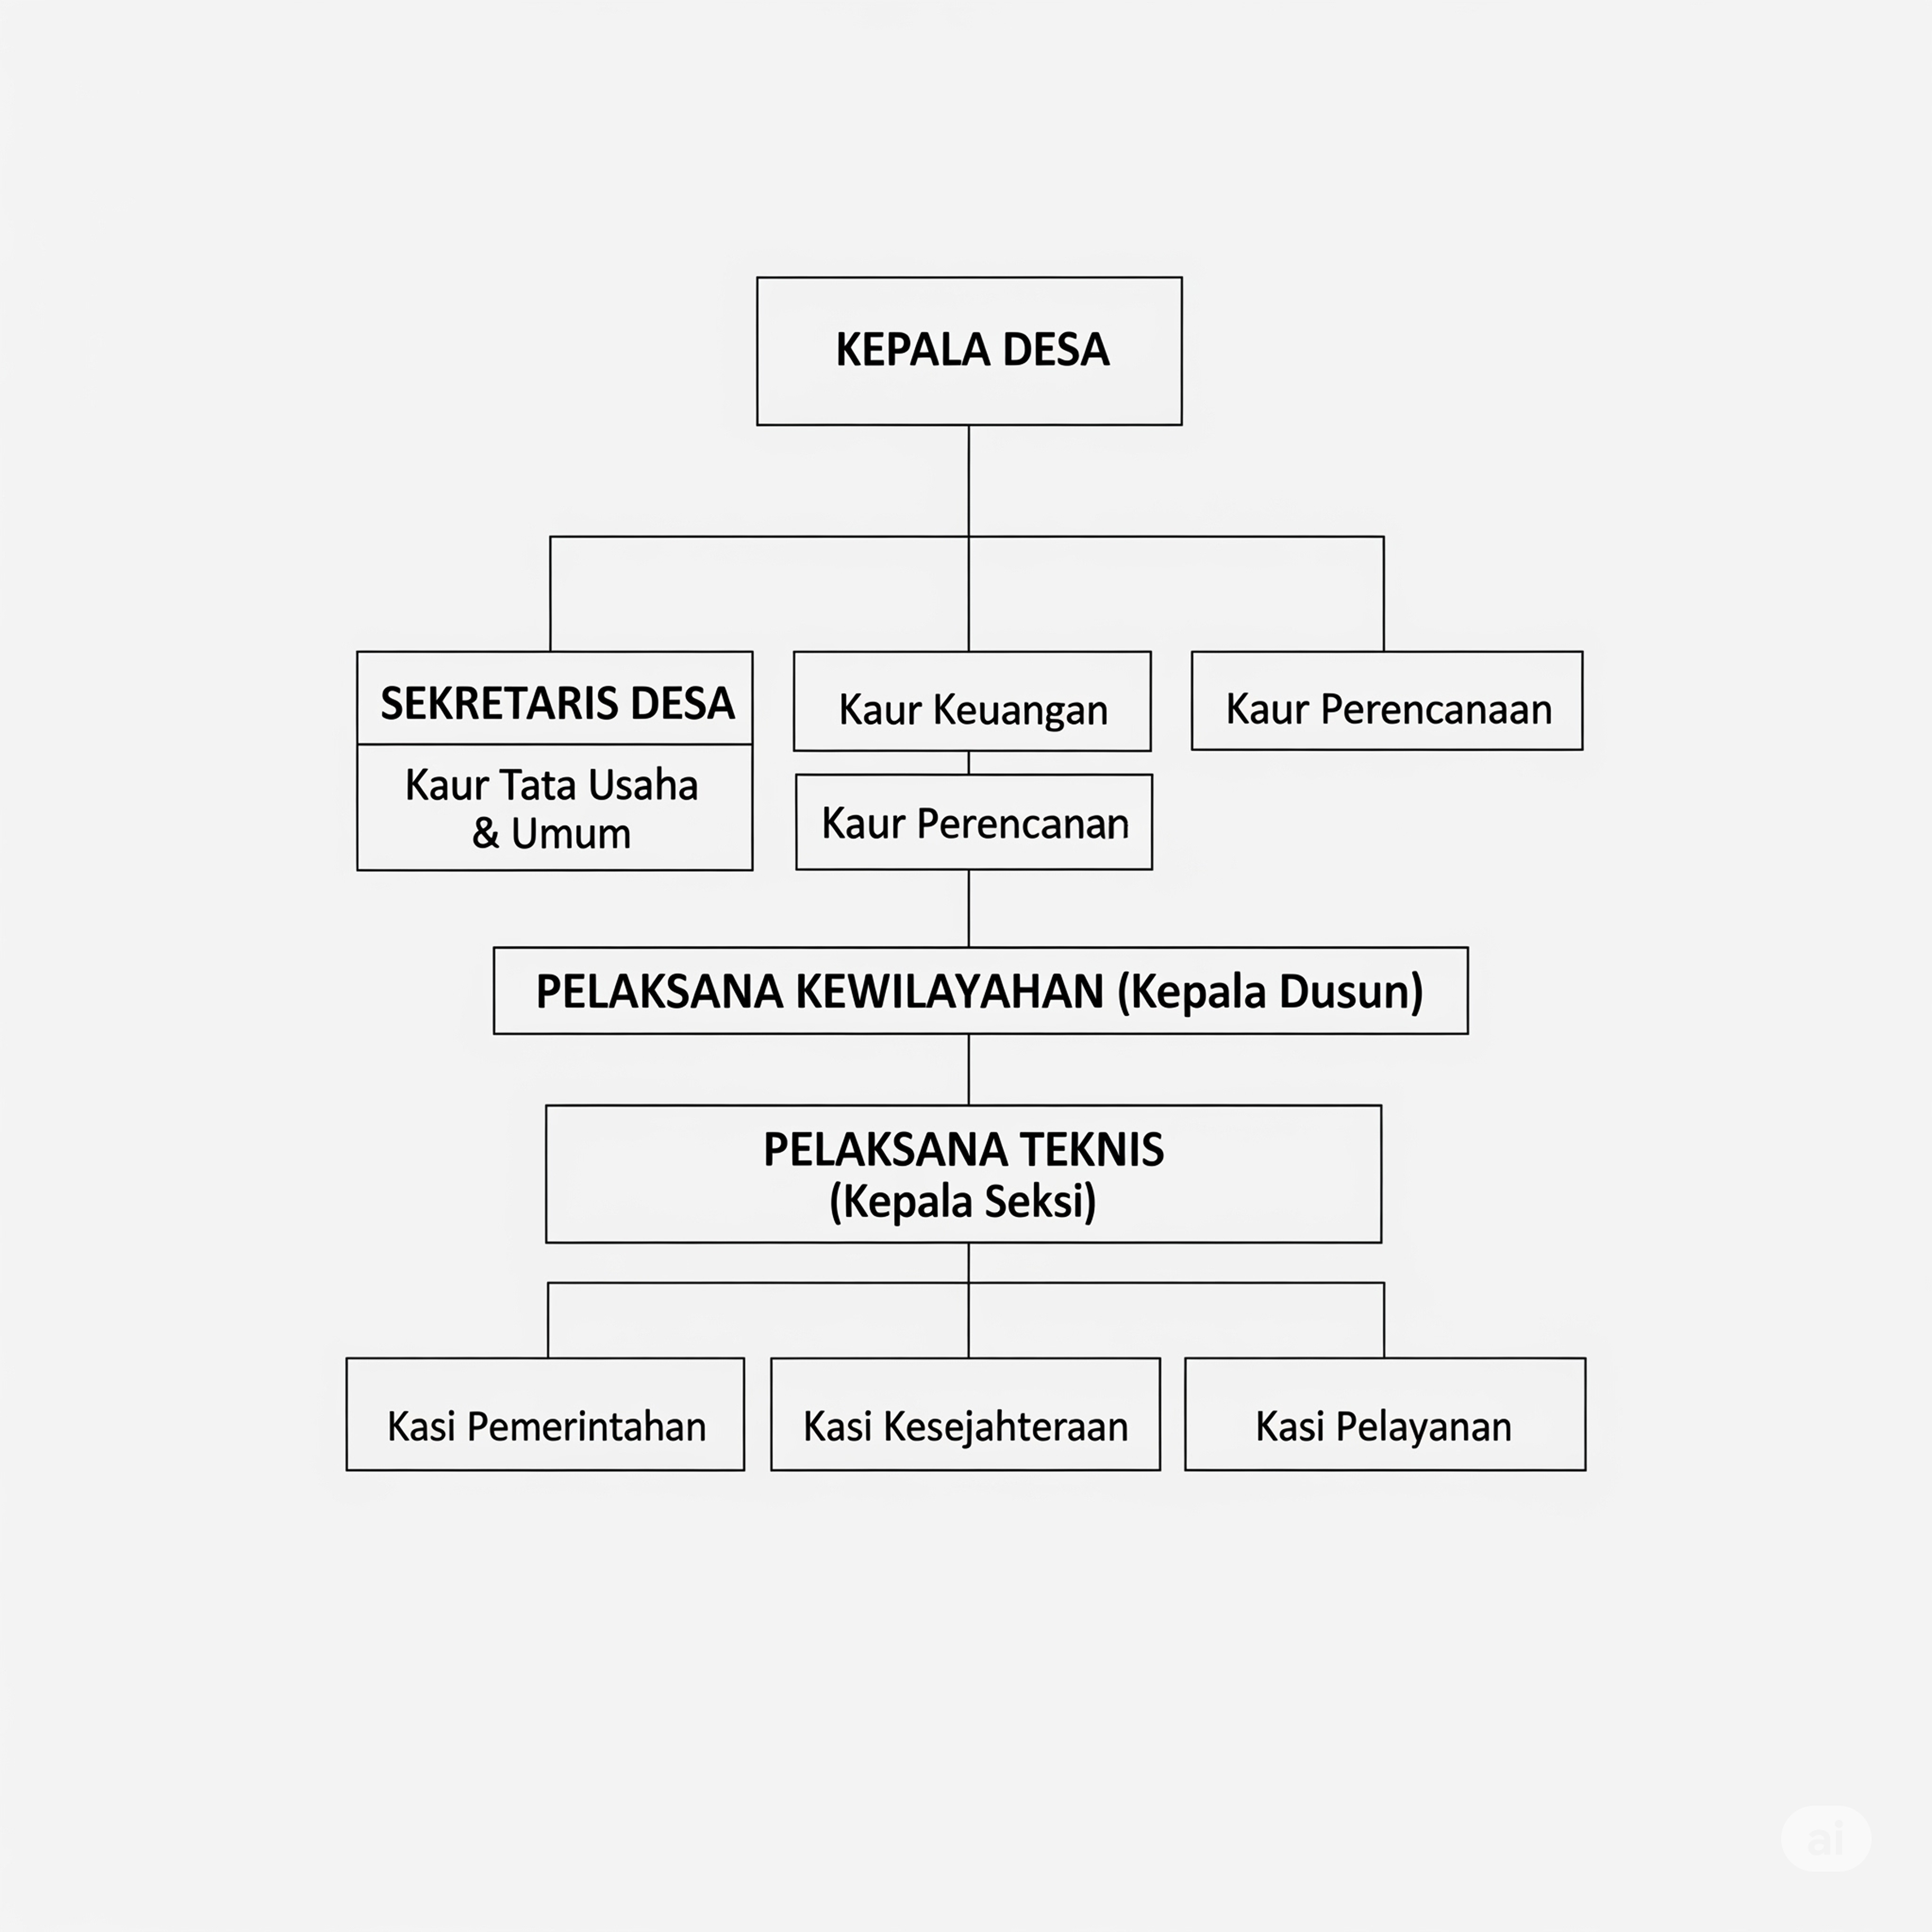 KEPALA DESA
SEKRETARIS DESA
Kaur Tata Usaha
& Umum
Kaur Keuangan
Kaur Perencanan
Kaur Perencanaan
PELAKSANA KEWILAYAHAN (Kepala Dusun)
PELAKSANA TEKNIS
(Kepala Seksi)
Kasi Pemerintahan
Kasi Kesejahteraan
Kasi Pelayanan
ai